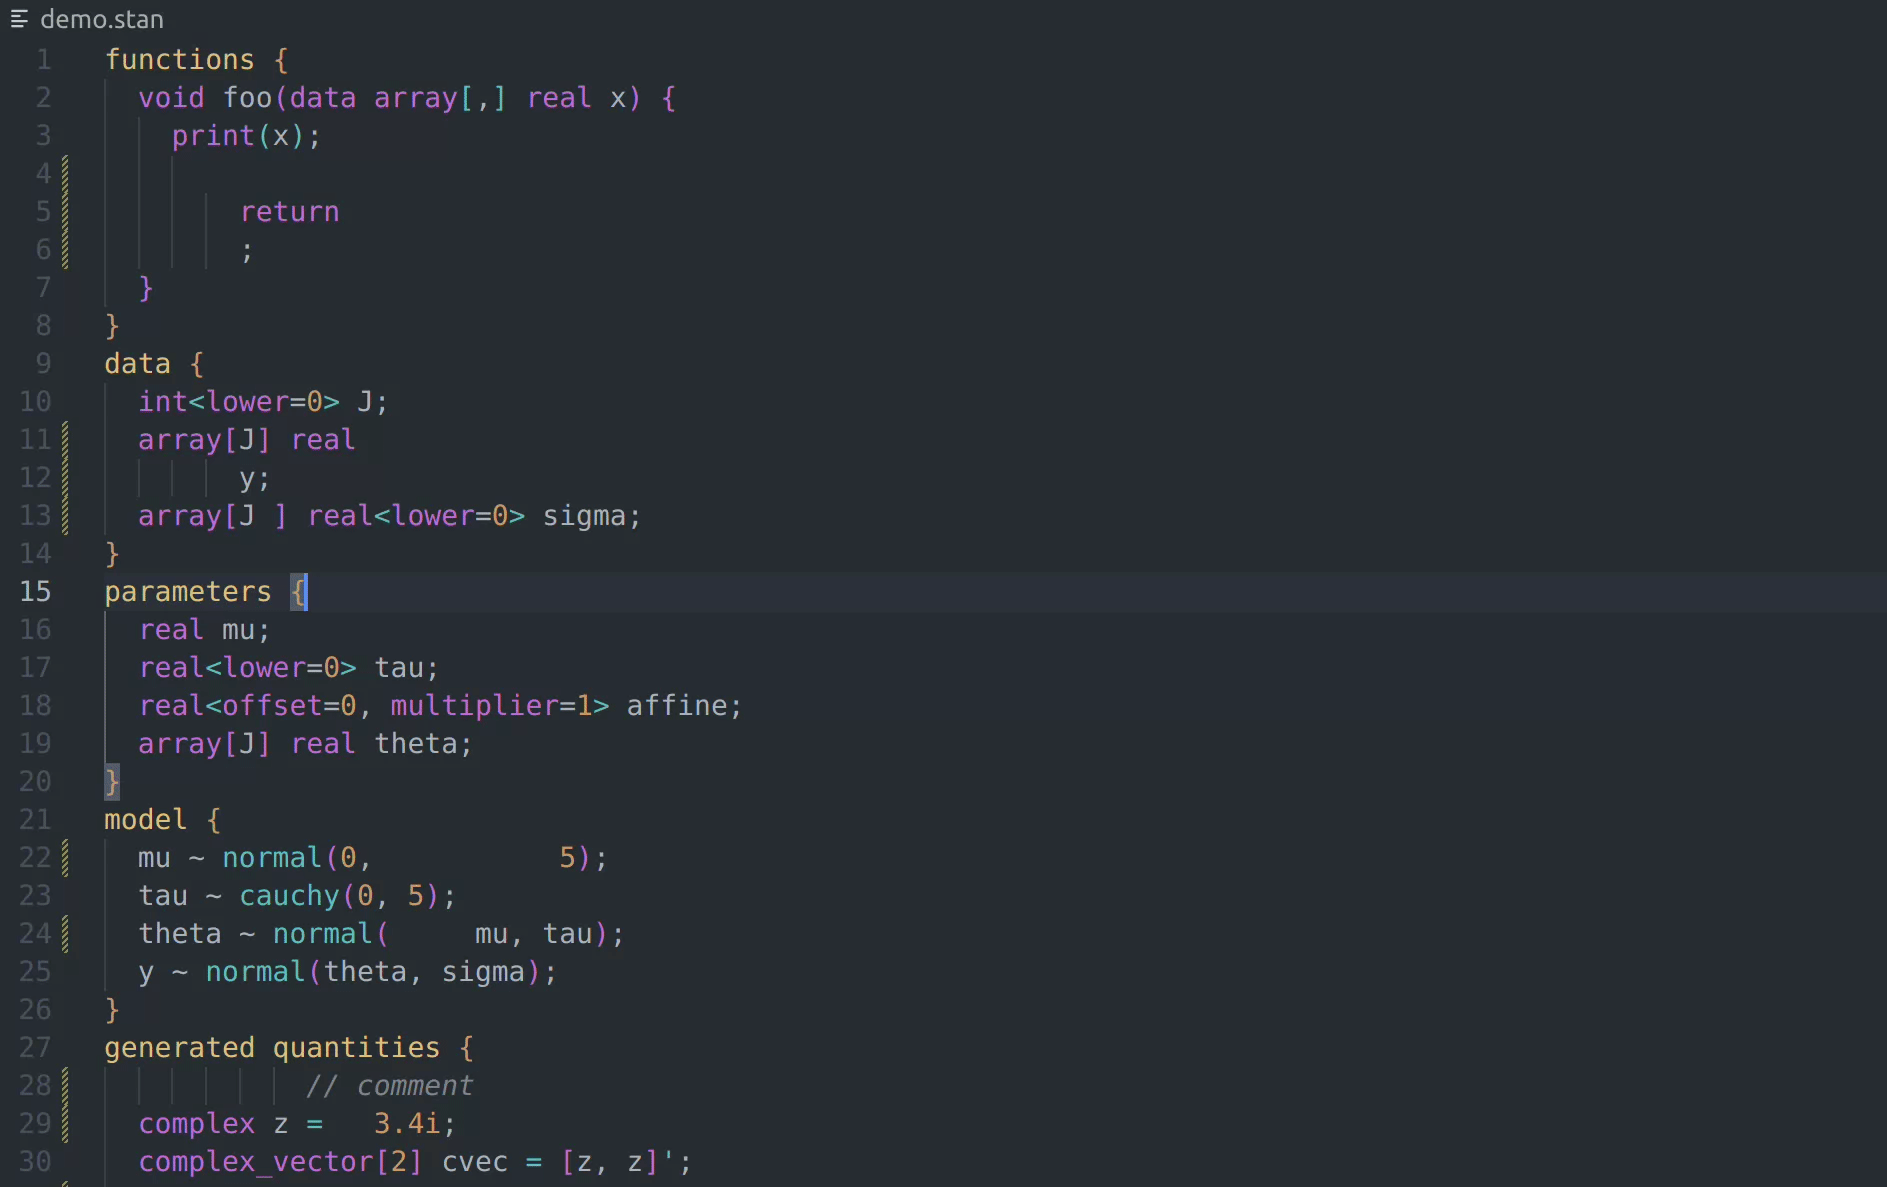 demo.stan
1 functions {
2   void foo(data array[,] real x) {
3     print(x);
4
5         return
6         ;
7   }
8 }
9 data {
10   int<lower=0> J;
11   array[J] real
12         y;
13   array[J ] real<lower=0> sigma;
14 }
15 parameters {
16   real mu;
17   real<lower=0> tau;
18   real<offset=0, multiplier=1> affine;
19   array[J] real theta;
20 }
21 model {
22   mu ~ normal(0,           5);
23   tau ~ cauchy(0, 5);
24   theta ~ normal(     mu, tau);
25   y ~ normal(theta, sigma);
26 }
27 generated quantities {
28             // comment
29   complex z =   3.4i;
30   complex_vector[2] cvec = [z, z]';